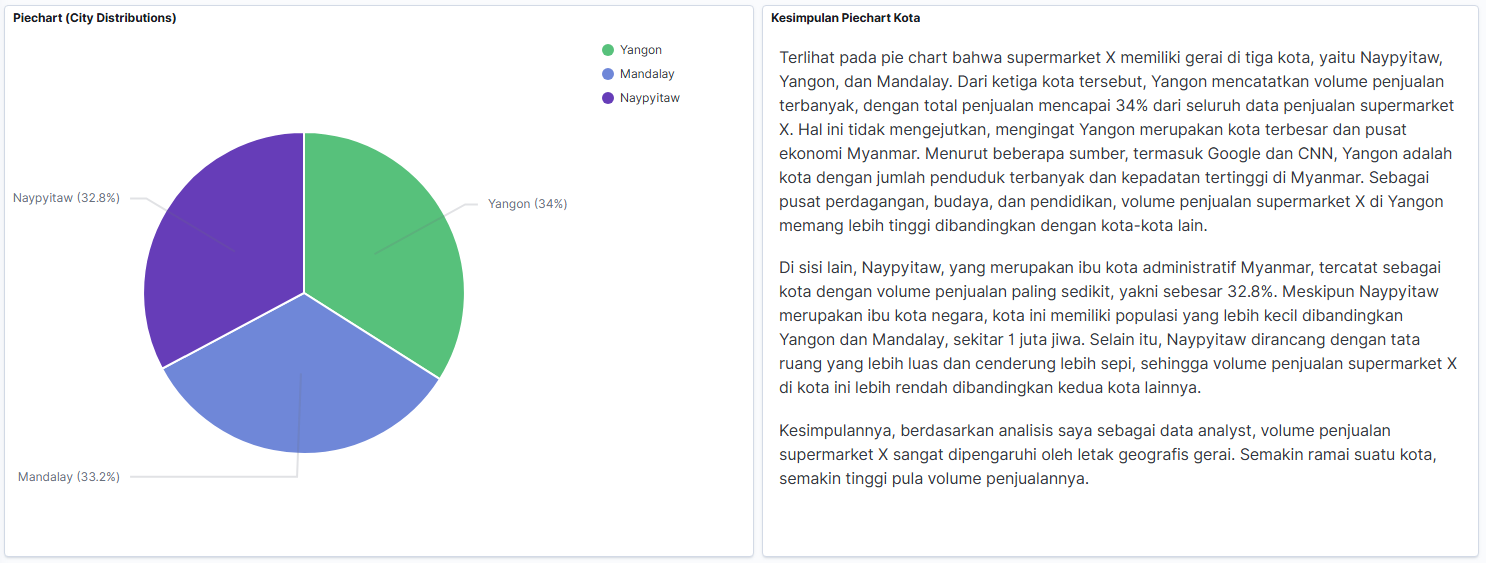 Piechart (City Distributions)
Yangon
Mandalay
Naypyitaw
Naypyitaw (32.8%)
Yangon (34%)
Mandalay (33.2%)
Kesimpulan Piechart Kota
Terlihat pada pie chart bahwa supermarket X memiliki gerai di tiga kota, yaitu Naypyitaw,
Yangon, dan Mandalay. Dari ketiga kota tersebut, Yangon mencatatkan volume penjualan
terbanyak, dengan total penjualan mencapai 34% dari seluruh data penjualan supermarket
X. Hal ini tidak mengejutkan, mengingat Yangon merupakan kota terbesar dan pusat
ekonomi Myanmar. Menurut beberapa sumber, termasuk Google dan CNN, Yangon adalah
kota dengan jumlah penduduk terbanyak dan kepadatan tertinggi di Myanmar. Sebagai
pusat perdagangan, budaya, dan pendidikan, volume penjualan supermarket X di Yangon
memang lebih tinggi dibandingkan dengan kota-kota lain.
Di sisi lain, Naypyitaw, yang merupakan ibu kota administratif Myanmar, tercatat sebagai
kota dengan volume penjualan paling sedikit, yakni sebesar 32.8%. Meskipun Naypyitaw
merupakan ibu kota negara, kota ini memiliki populasi yang lebih kecil dibandingkan
Yangon dan Mandalay, sekitar 1 juta jiwa. Selain itu, Naypyitaw dirancang dengan tata
ruang yang lebih luas dan cenderung lebih sepi, sehingga volume penjualan supermarket X
di kota ini lebih rendah dibandingkan kedua kota lainnya.
Kesimpulannya, berdasarkan analisis saya sebagai data analyst, volume penjualan
supermarket X sangat dipengaruhi oleh letak geografis gerai. Semakin ramai suatu kota,
semakin tinggi pula volume penjualannya.